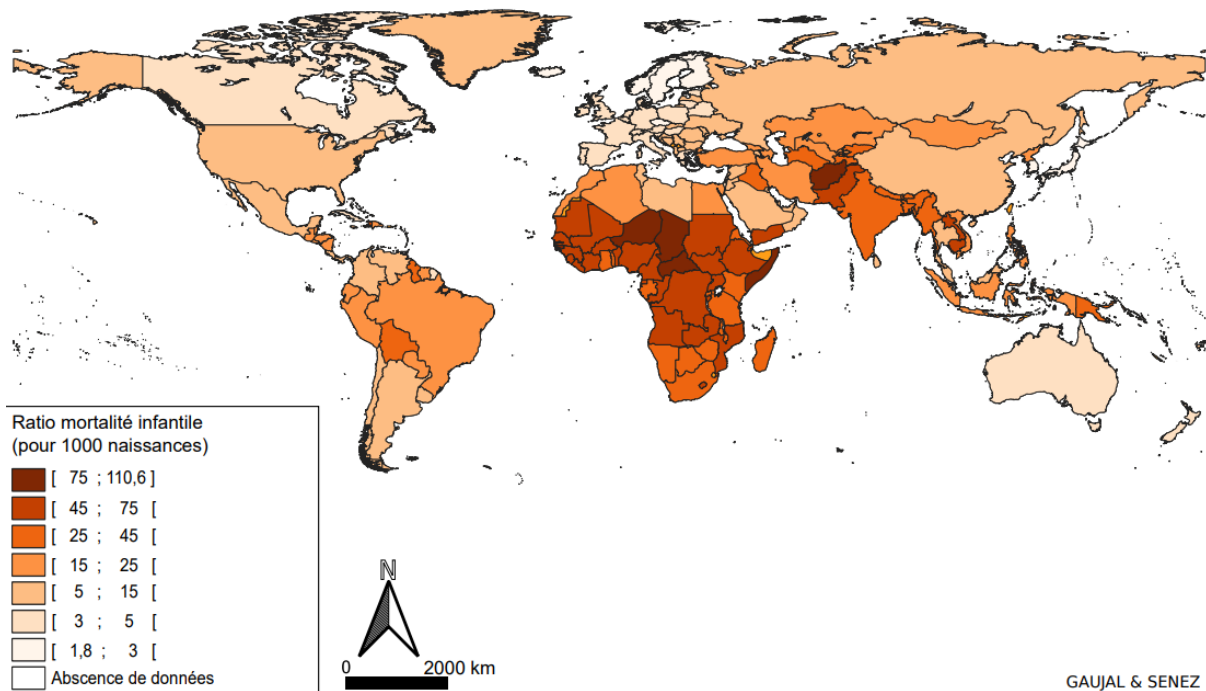 Ratio mortalité infantile
(pour 1000 naissances)
[ 75 ; 110,6 ]
[ 45 ; 75 [
[ 25 ; 45 [
[ 15 ; 25 [
[ 5 ; 15 [
[ 3 ; 5 [
[ 1,8 ; 3 [
Abscence de données
N
0 2000 km
GAUJAL & SENEZ